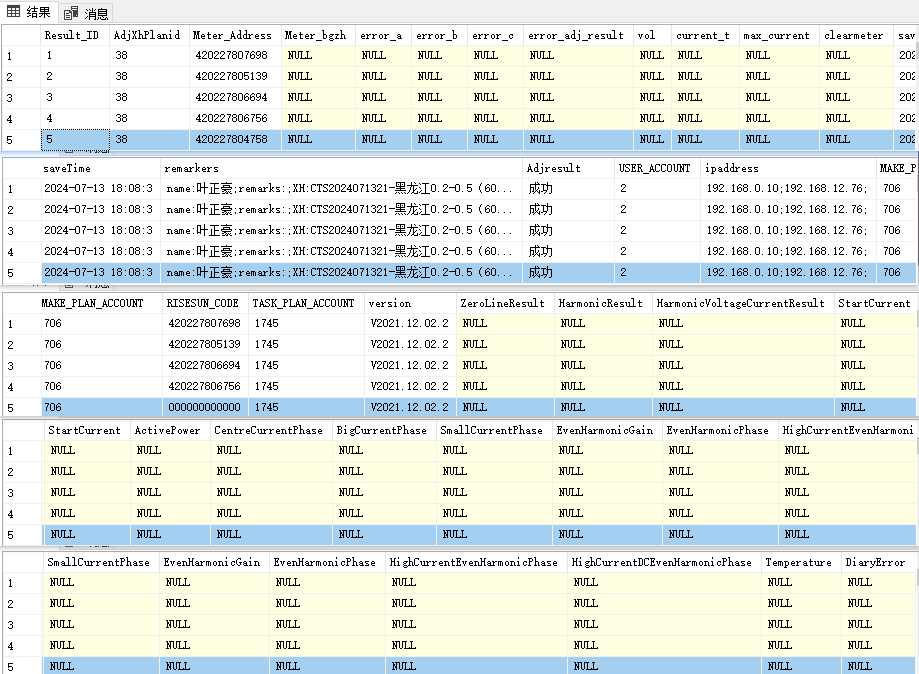 结果 消息
Result_ID AdjXhPlanid Meter_Address Meter_bgzh error_a error_b error_c error_adj_result vol current_t max_current clearmeter sav
1 1 38 420227807698 NULL NULL NULL NULL NULL NULL NULL NULL NULL 202
2 2 38 420227805139 NULL NULL NULL NULL NULL NULL NULL NULL NULL 202
3 3 38 420227806694 NULL NULL NULL NULL NULL NULL NULL NULL NULL 202
4 4 38 420227806756 NULL NULL NULL NULL NULL NULL NULL NULL NULL 202
5 5 38 420227804758 NULL NULL NULL NULL NULL NULL NULL NULL NULL 202
saveTime remarkers Adjresult USER_ACCOUNT ipaddress MAKE_P
1 2024-07-13 18:08:3 name:叶正豪;remarks:;XH:CTS2024071321-黑龙江0.2-0.5（60... 成功 2 192.168.0.10;192.168.12.76; 706
2 2024-07-13 18:08:3 name:叶正豪;remarks:;XH:CTS2024071321-黑龙江0.2-0.5（60... 成功 2 192.168.0.10;192.168.12.76; 706
3 2024-07-13 18:08:3 name:叶正豪;remarks:;XH:CTS2024071321-黑龙江0.2-0.5（60... 成功 2 192.168.0.10;192.168.12.76; 706
4 2024-07-13 18:08:3 name:叶正豪;remarks:;XH:CTS2024071321-黑龙江0.2-0.5（60... 成功 2 192.168.0.10;192.168.12.76; 706
5 2024-07-13 18:08:3 name:叶正豪;remarks:;XH:CTS2024071321-黑龙江0.2-0.5（60... 成功 2 192.168.0.10;192.168.12.76; 706
MAKE_PLAN_ACCOUNT RISESUN_CODE TASK_PLAN_ACCOUNT version ZeroLineResult HarmonicResult HarmonicVoltageCurrentResult StartCurrent
1 706 420227807698 1745 V2021.12.02.2 NULL NULL NULL NULL
2 706 420227805139 1745 V2021.12.02.2 NULL NULL NULL NULL
3 706 420227806694 1745 V2021.12.02.2 NULL NULL NULL NULL
4 706 420227806756 1745 V2021.12.02.2 NULL NULL NULL NULL
5 706 000000000000 1745 V2021.12.02.2 NULL NULL NULL NULL
StartCurrent ActivePower CentreCurrentPhase BigCurrentPhase SmallCurrentPhase EvenHarmonicGain EvenHarmonicPhase HighCurrentEvenHarmoni
1 NULL NULL NULL NULL NULL NULL NULL NULL
2 NULL NULL NULL NULL NULL NULL NULL NULL
3 NULL NULL NULL NULL NULL NULL NULL NULL
4 NULL NULL NULL NULL NULL NULL NULL NULL
5 NULL NULL NULL NULL NULL NULL NULL NULL
SmallCurrentPhase EvenHarmonicGain EvenHarmonicPhase HighCurrentEvenHarmonicPhase HighCurrentDCEvenHarmonicPhase Temperature DiaryError
1 NULL NULL NULL NULL NULL NULL NULL
2 NULL NULL NULL NULL NULL NULL NULL
3 NULL NULL NULL NULL NULL NULL NULL
4 NULL NULL NULL NULL NULL NULL NULL
5 NULL NULL NULL NULL NULL NULL NULL